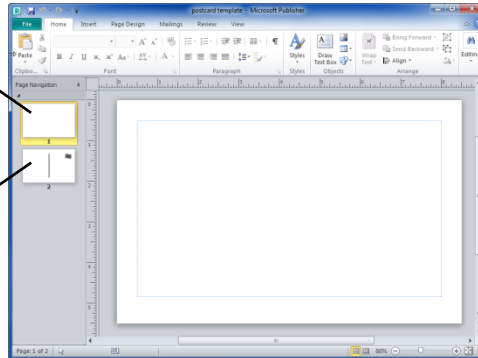 postcard template - Microsoft Publisher
File Home Insert Page Design Mailings Review View
Paste
B I U
Styles
Draw Text Box
Wrap Text
Bring Forward
Send Backward
Align
Editing
Clipbo... Font Paragraph Styles Objects Arrange
Page Navigation
1
2
Page: 1 of 2
80%